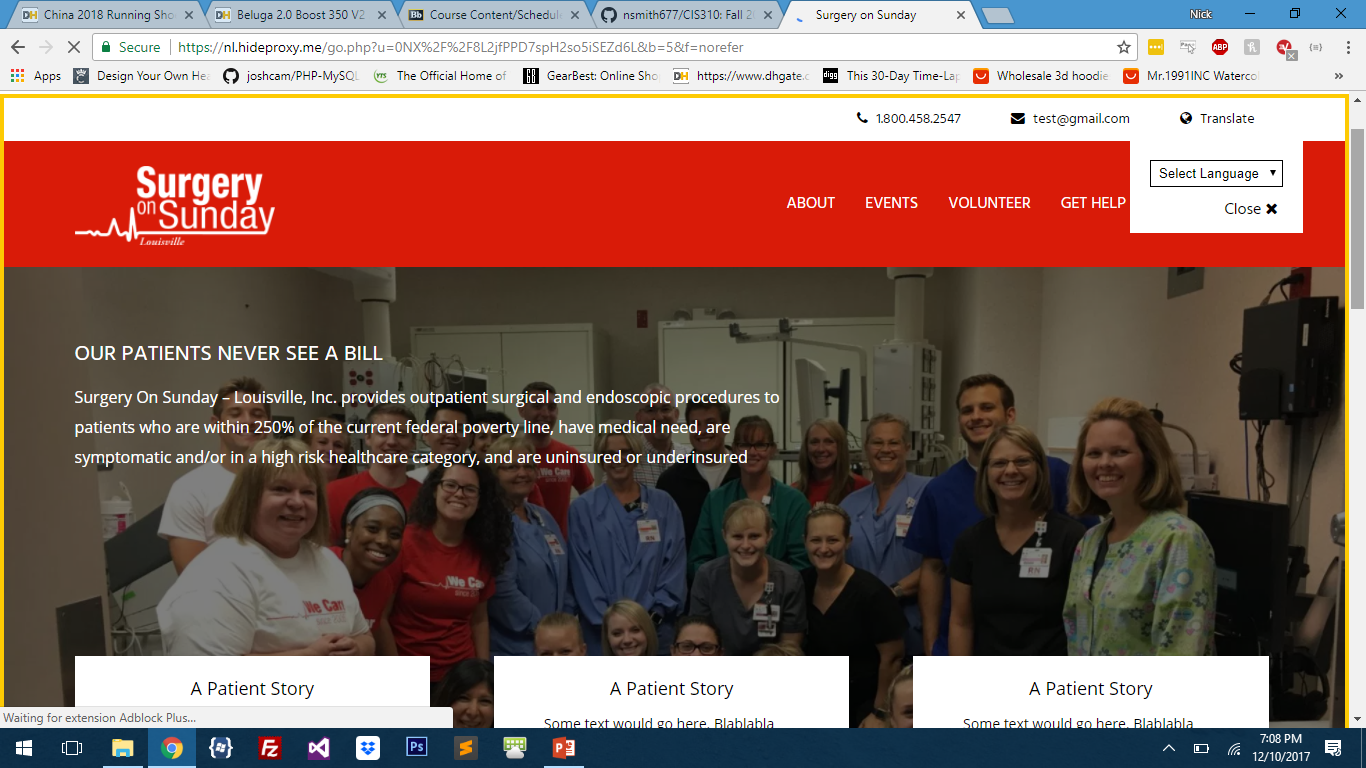 China 2018 Running Sho
Beluga 2.0 Boost 350 V2
Course Content/Schedul
nsmith677/CIS310: Fall 2
Surgery on Sunday
Nick
Secure
https://nl.hideproxy.me/go.php?u=0NX%2F%2F8L2jfPPD7spH2so5iSEZd6L&b=5&f=norefer
Apps
Design Your Own Hea
joshcam/PHP-MySQL
The Official Home of
GearBest: Online Sho
https://www.dhgate.c
This 30-Day Time-Lap
Wholesale 3d hoodie
Mr.1991INC Waterco
1.800.458.2547
test@gmail.com
Translate
Select Language
Close
Surgery
on Sunday
Louisville
ABOUT
EVENTS
VOLUNTEER
GET HELP
OUR PATIENTS NEVER SEE A BILL
Surgery On Sunday – Louisville, Inc. provides outpatient surgical and endoscopic procedures to
patients who are within 250% of the current federal poverty line, have medical need, are
symptomatic and/or in a high risk healthcare category, and are uninsured or underinsured
We Care
We Care
RN
RN
A Patient Story
A Patient Story
A Patient Story
Some text would go here. Blablabla
Some text would go here. Blablabla
Waiting for extension Adblock Plus...
7:08 PM
12/10/2017